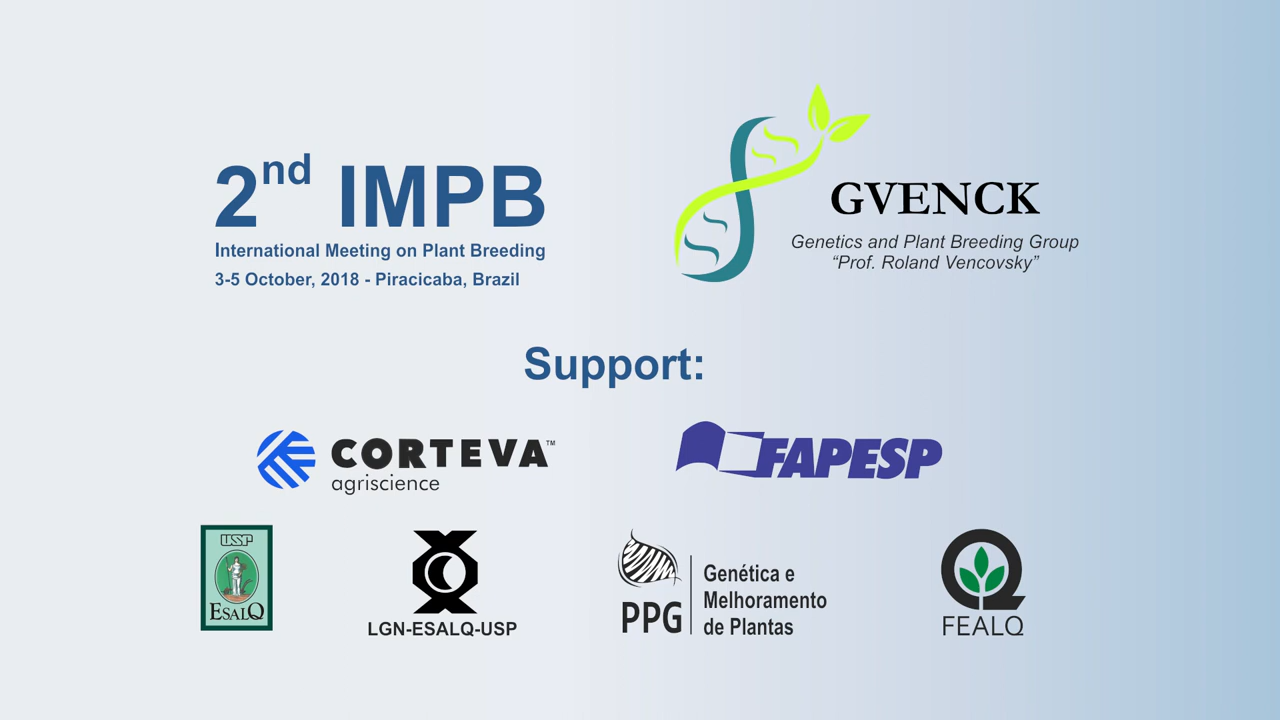 2nd IMPB
International Meeting on Plant Breeding
3-5 October, 2018 - Piracicaba, Brazil
GVENCK
Genetics and Plant Breeding Group
“Prof. Roland Vencovsky”
Support:
CORTEVA™
agriscience
FAPESP
USP
ESALQ
LGN-ESALQ-USP
PPG
Genética e
Melhoramento
de Plantas
FEALQ